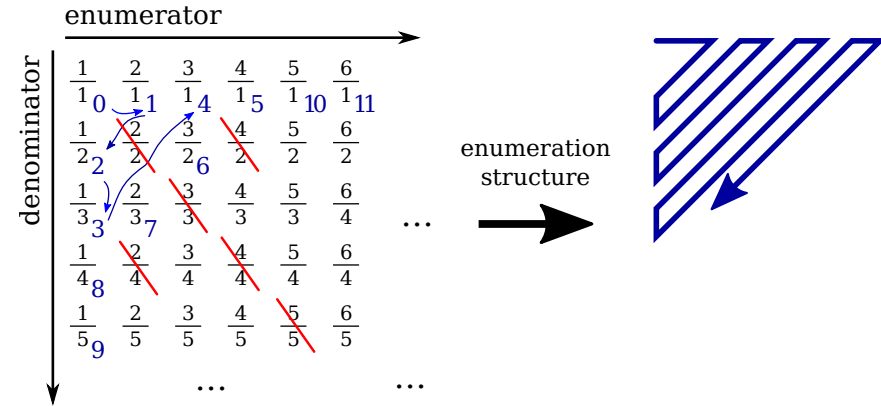 enumerator
denominator
1 2 3 4 5 6
1 0 1 1 1 4 1 5 1 10 1 11
1 2 3 4 5 6
2 2 2 2 6 2 2 2
1 2 3 4 5 6
3 3 3 7 3 3 3 4
...
1 2 3 4 5 6
4 8 4 4 4 4 4
1 2 3 4 5 6
5 9 5 5 5 5 5
... ...
enumeration
structure